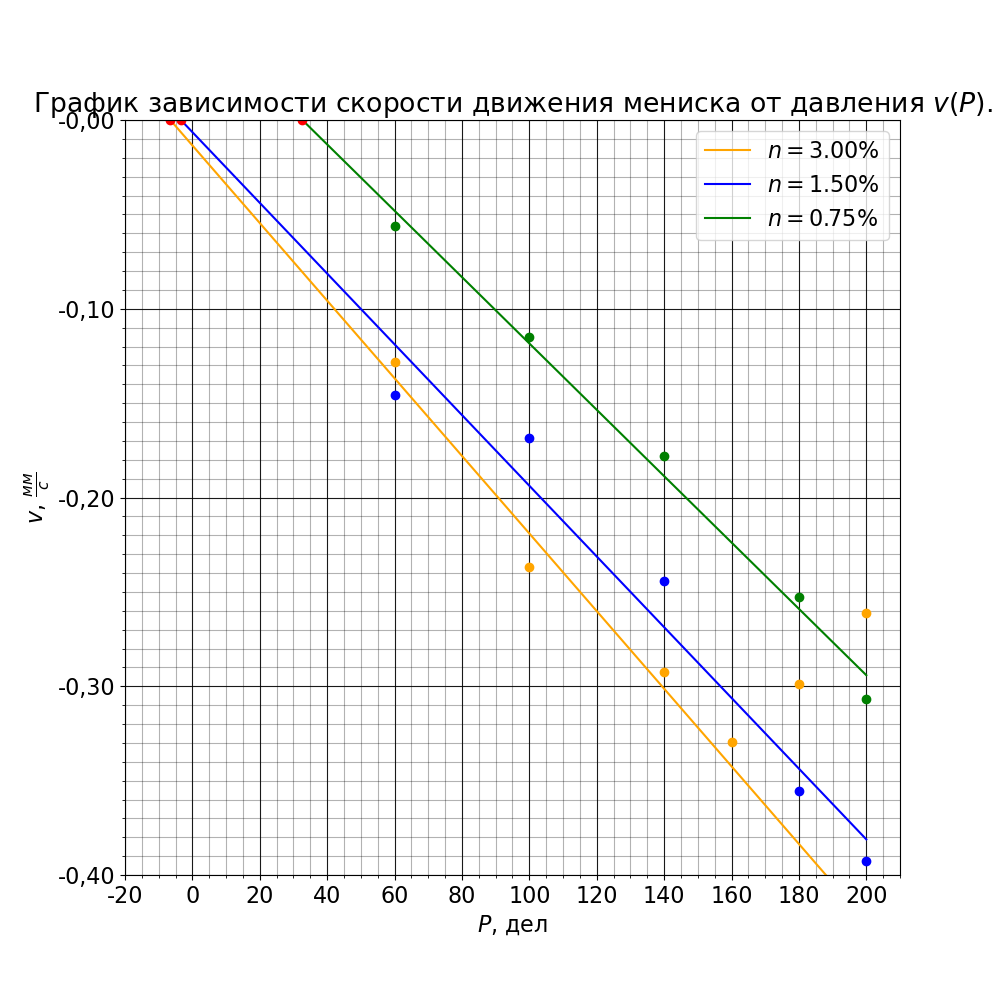 График зависимости скорости движения мениска от давления v(P).
-0,00
-0,10
-0,20
-0,30
-0,40
v, мм/с
n = 3.00%
n = 1.50%
n = 0.75%
-20 0 20 40 60 80 100 120 140 160 180 200
P, дел